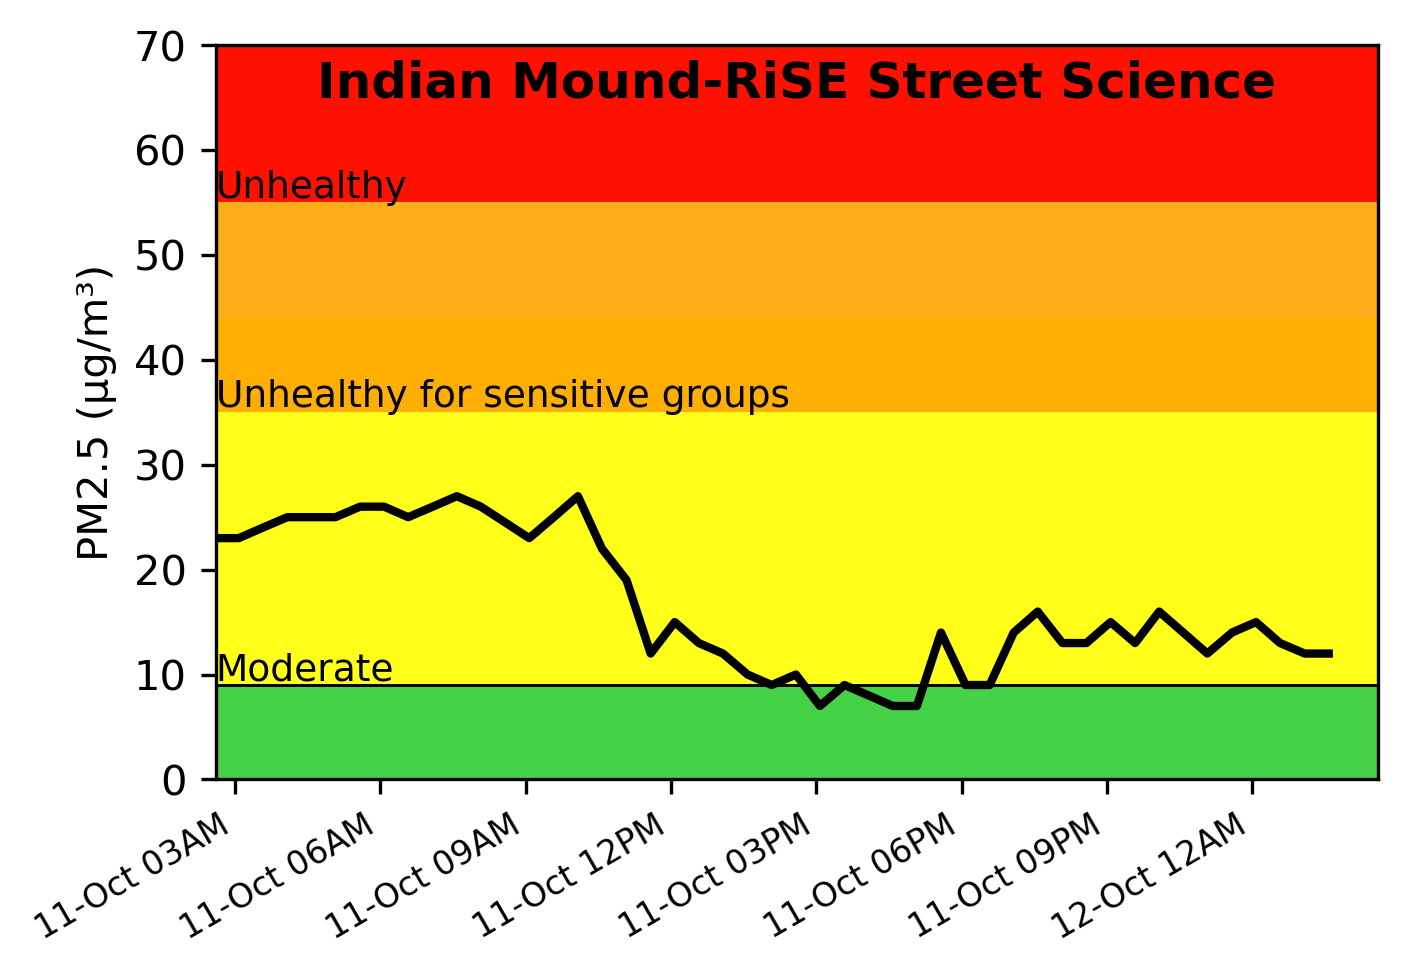 Indian Mound-RiSE Street Science
70
60
Unhealthy
50
40
Unhealthy for sensitive groups
30
20
10
Moderate
0
PM2.5 (µg/m³)
11-Oct 03AM
11-Oct 06AM
11-Oct 09AM
11-Oct 12PM
11-Oct 03PM
11-Oct 06PM
11-Oct 09PM
12-Oct 12AM